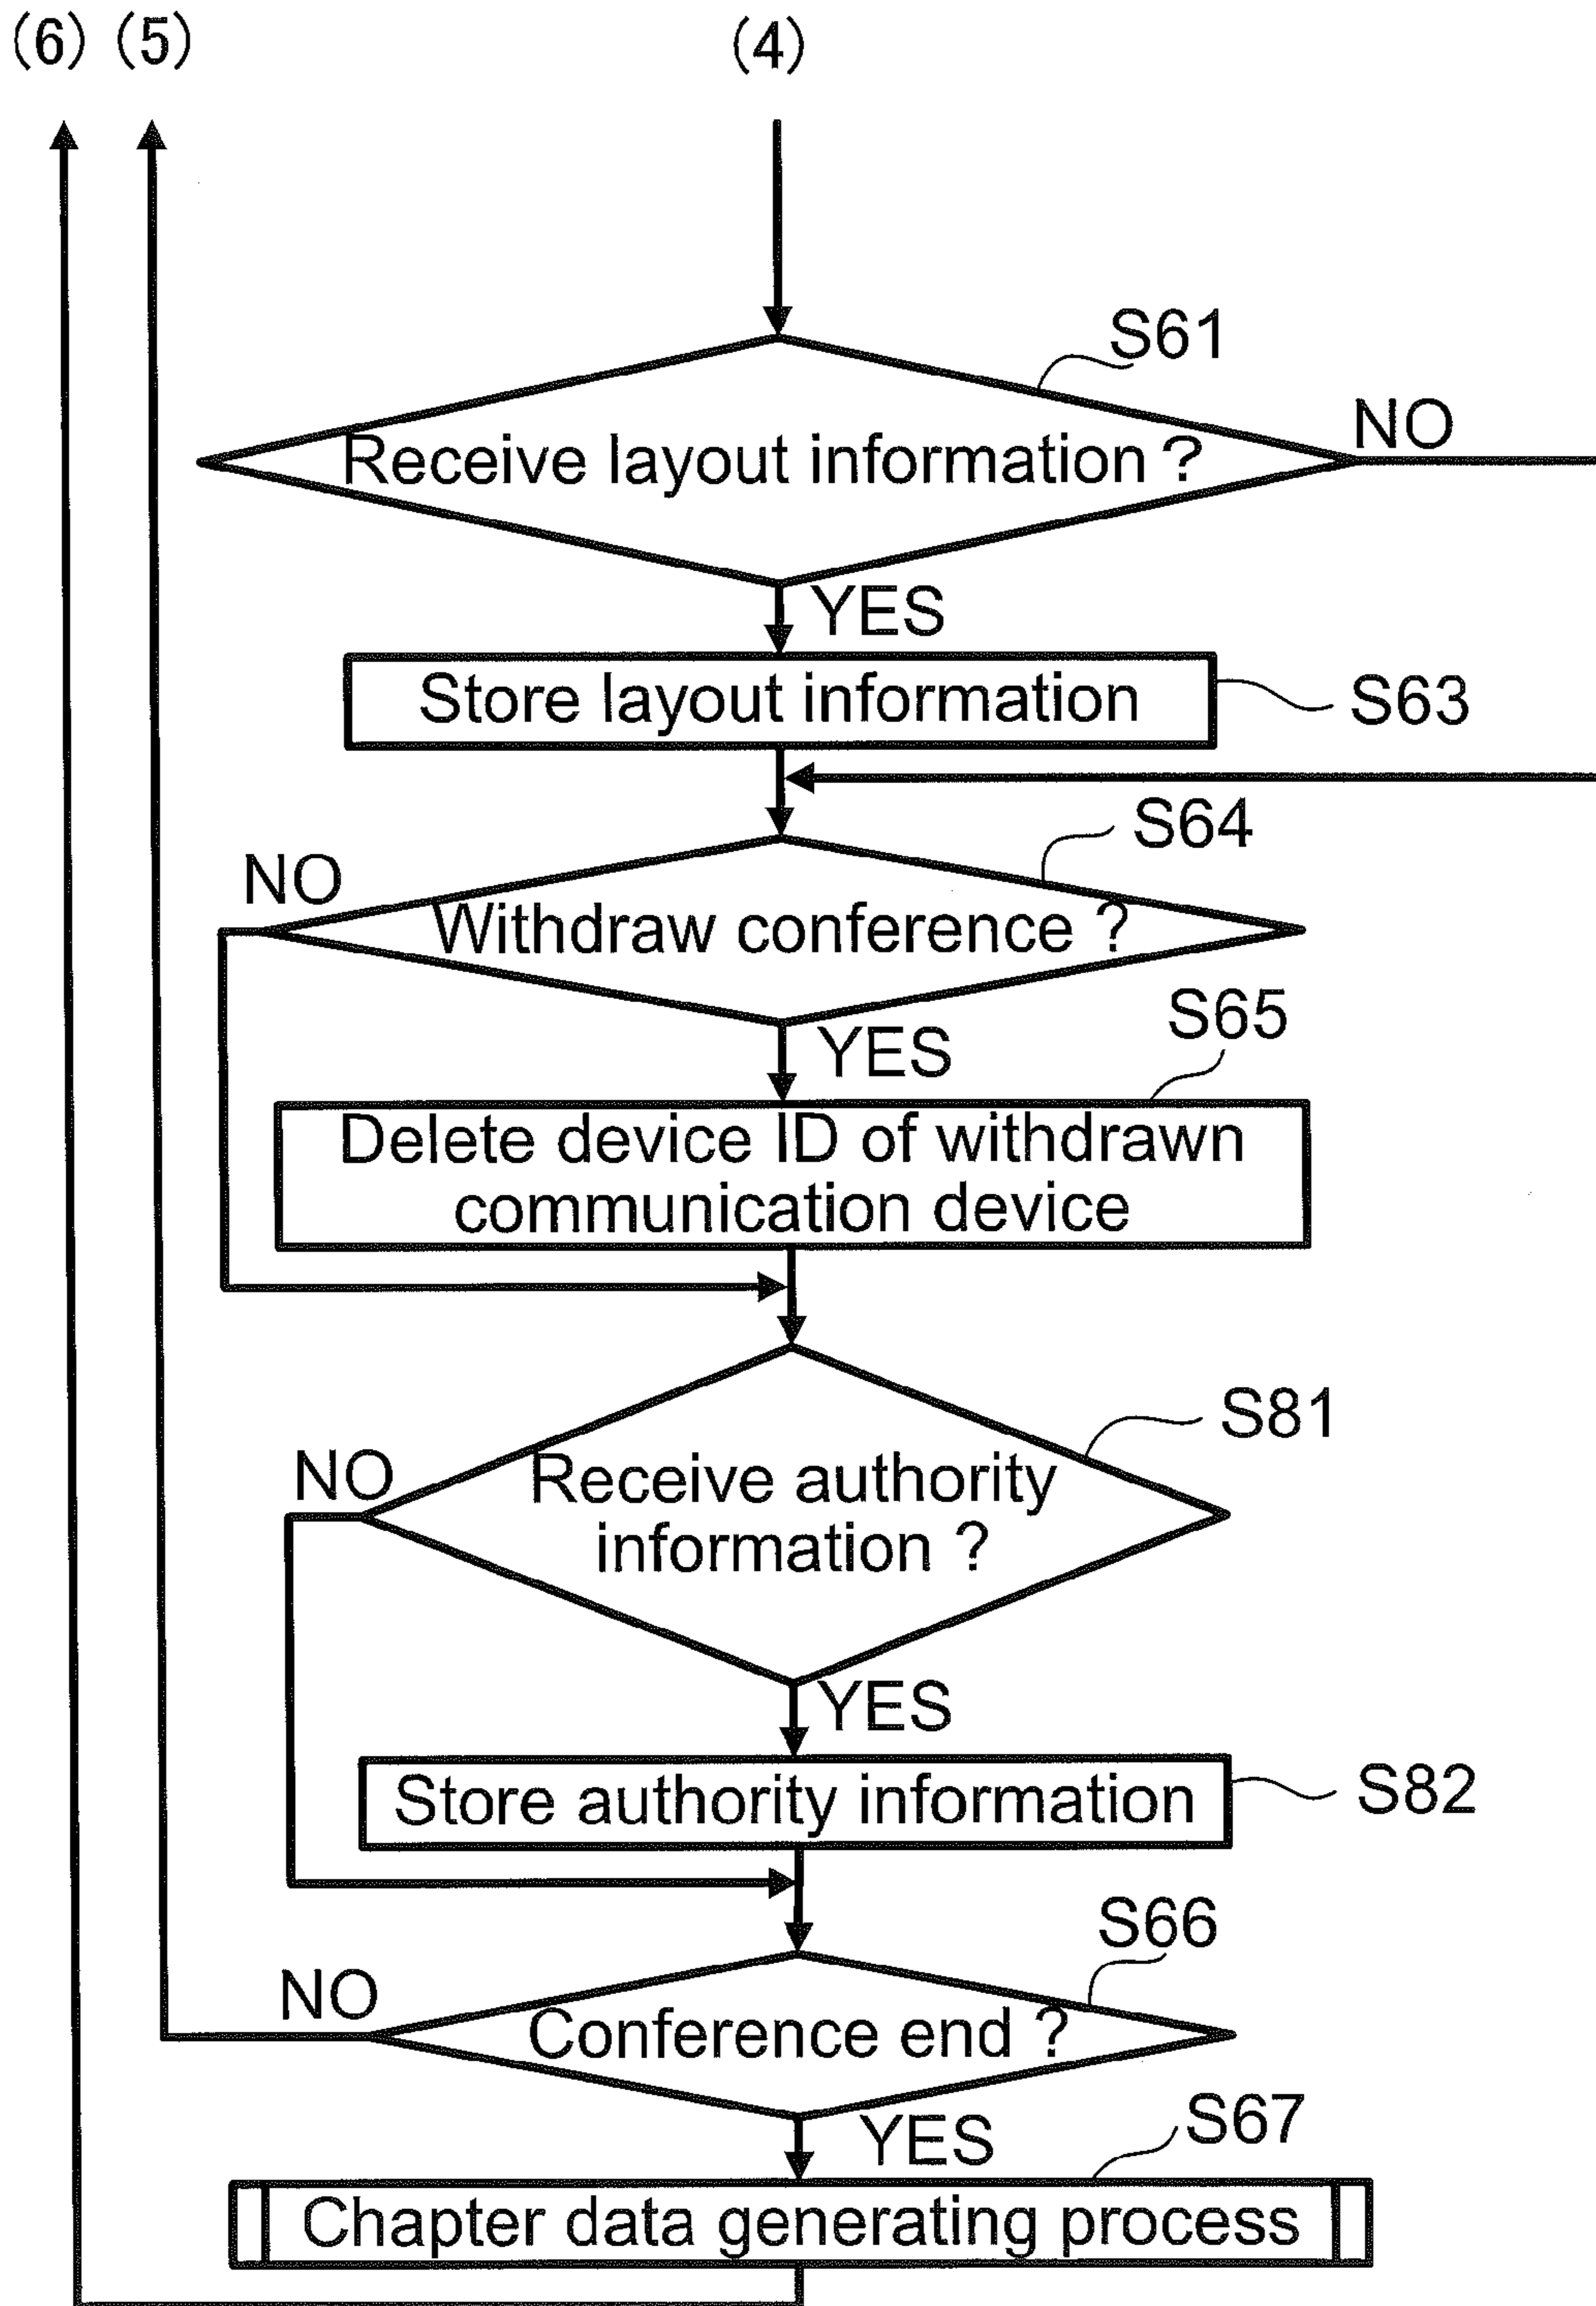 (6) (5) (4)
S61
NO
Receive layout information ?
YES
Store layout information
S63
S64
NO
Withdraw conference ?
S65
YES
Delete device ID of withdrawn
communication device
S81
NO
Receive authority
information ?
YES
Store authority information
S82
S66
NO
Conference end ?
S67
YES
Chapter data generating process